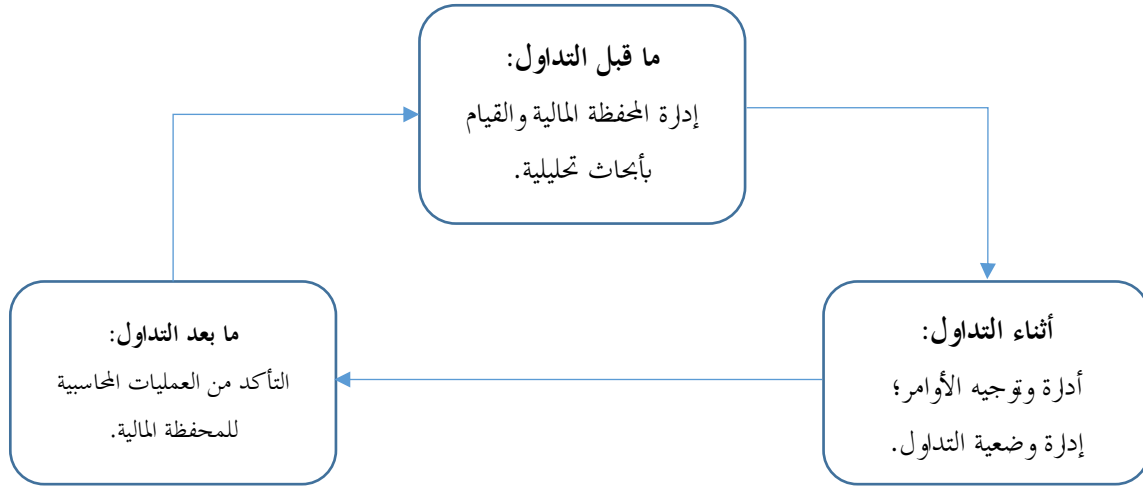 ما قبل التداول:
إدارة المحفظة المالية والقيام
بأبحاث تحليلية.
أثناء التداول:
أدارة وتوجيه الأوامر؛
إدارة وضعية التداول.
ما بعد التداول:
التأكد من العمليات المحاسبية
للمحفظة المالية.